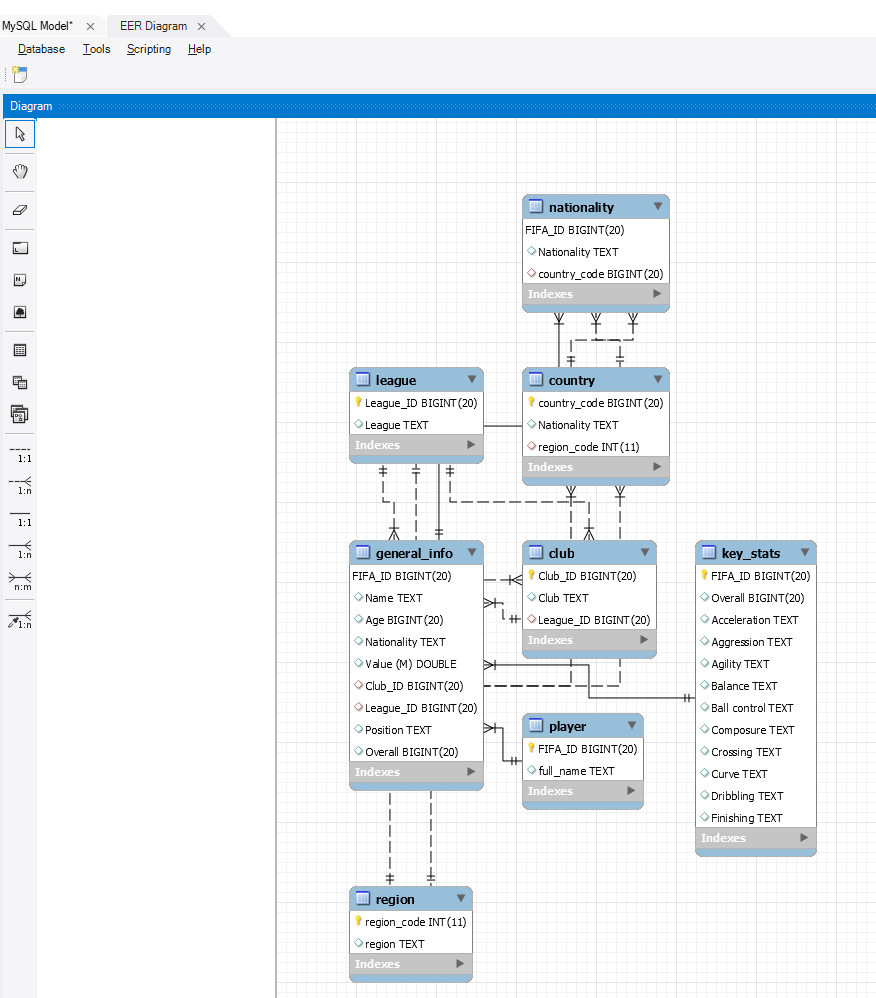 MySQL Model* ×
EER Diagram ×
Database Tools Scripting Help
Diagram
1:1
1:n
1:1
1:n
n:m
1:n
nationality
FIFA_ID BIGINT(20)
Nationality TEXT
country_code BIGINT(20)
Indexes
league
League_ID BIGINT(20)
League TEXT
Indexes
country
country_code BIGINT(20)
Nationality TEXT
region_code INT(11)
Indexes
general_info
FIFA_ID BIGINT(20)
Name TEXT
Age BIGINT(20)
Nationality TEXT
Value (M) DOUBLE
Club_ID BIGINT(20)
League_ID BIGINT(20)
Position TEXT
Overall BIGINT(20)
Indexes
club
Club_ID BIGINT(20)
Club TEXT
League_ID BIGINT(20)
Indexes
key_stats
FIFA_ID BIGINT(20)
Overall BIGINT(20)
Acceleration TEXT
Aggression TEXT
Agility TEXT
Balance TEXT
Ball control TEXT
Composure TEXT
Crossing TEXT
Curve TEXT
Dribbling TEXT
Finishing TEXT
Indexes
player
FIFA_ID BIGINT(20)
full_name TEXT
Indexes
region
region_code INT(11)
region TEXT
Indexes